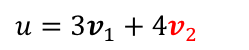 u = 3v₁ + 4v₂